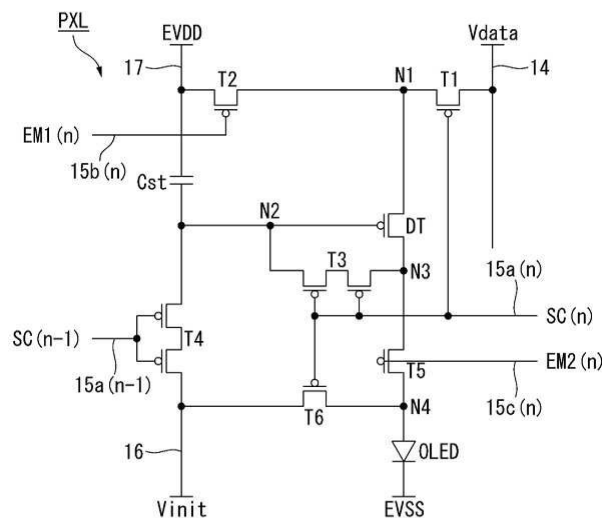 PXL
EVDD
Vdata
17
T2
N1
T1
14
EM1(n)
15b(n)
Cst
N2
DT
T3
N3
15a(n)
SC(n-1)
T4
SC(n)
15a(n-1)
T5
EM2(n)
T6
N4
15c(n)
16
OLED
Vinit
EVSS